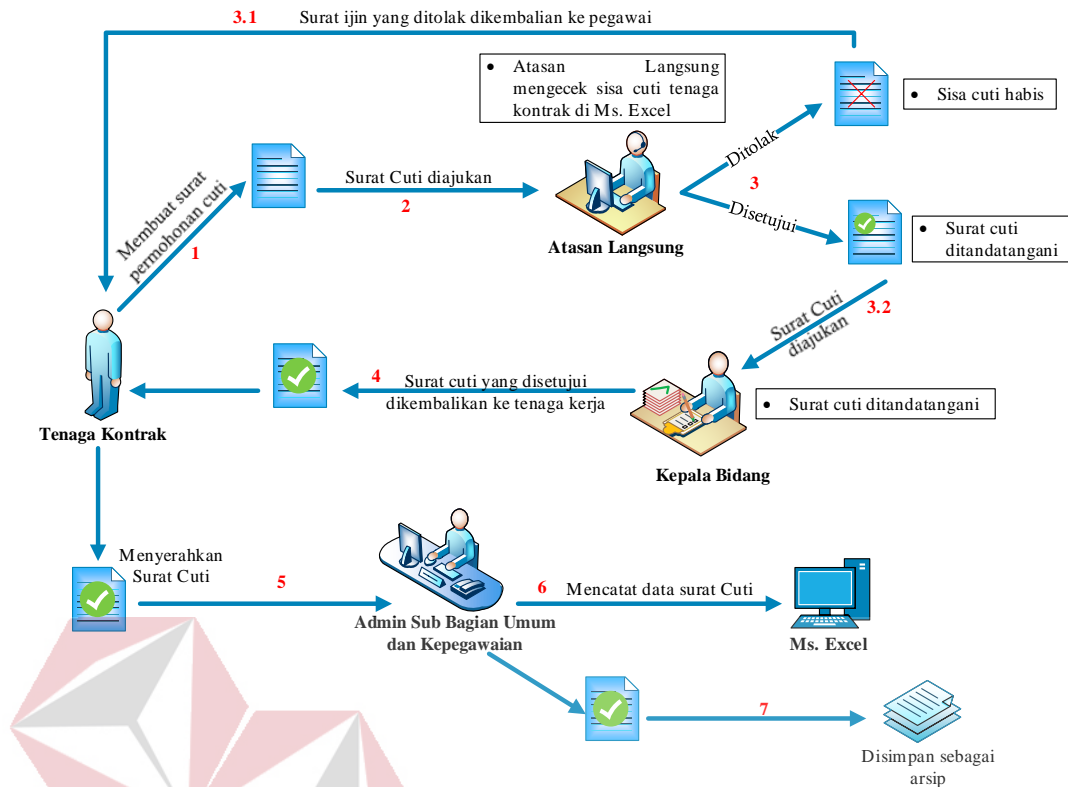 3.1 Surat ijin yang ditolak dikembalian ke pegawai
• Atasan Langsung
mengecek sisa cuti tenaga
kontrak di Ms. Excel
• Sisa cuti habis
Ditolak
3
Disetujui
Membuat surat
permohonan cuti
1
Surat Cuti diajukan
2
Atasan Langsung
• Surat cuti
ditandatangani
3.2
Surat Cuti
diajukan
4 Surat cuti yang disetujui
dikembalikan ke tenaga kerja
• Surat cuti ditandatangani
Tenaga Kontrak
Kepala Bidang
Menyerahkan
Surat Cuti
5
6 Mencatat data surat Cuti
Admin Sub Bagian Umum
dan Kepegawaian
Ms. Excel
7
Disimpan sebagai
arsip